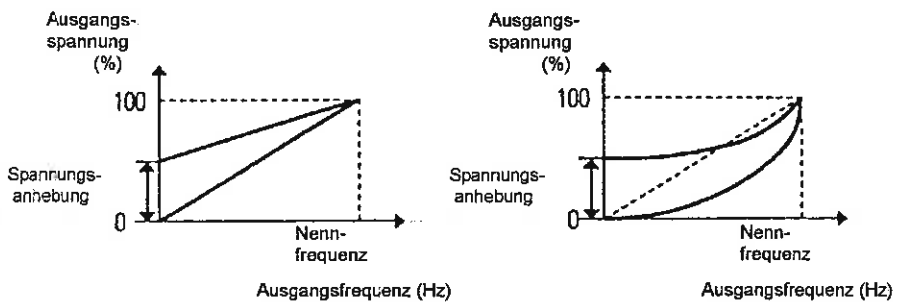 Ausgangs-
spannung
(%)
100
Spannungs-
anhebung
0
Nenn-
frequenz
Ausgangsfrequenz (Hz)
Ausgangs-
spannung
(%)
100
Spannungs-
anhebung
0
Nenn-
frequenz
Ausgangsfrequenz (Hz)